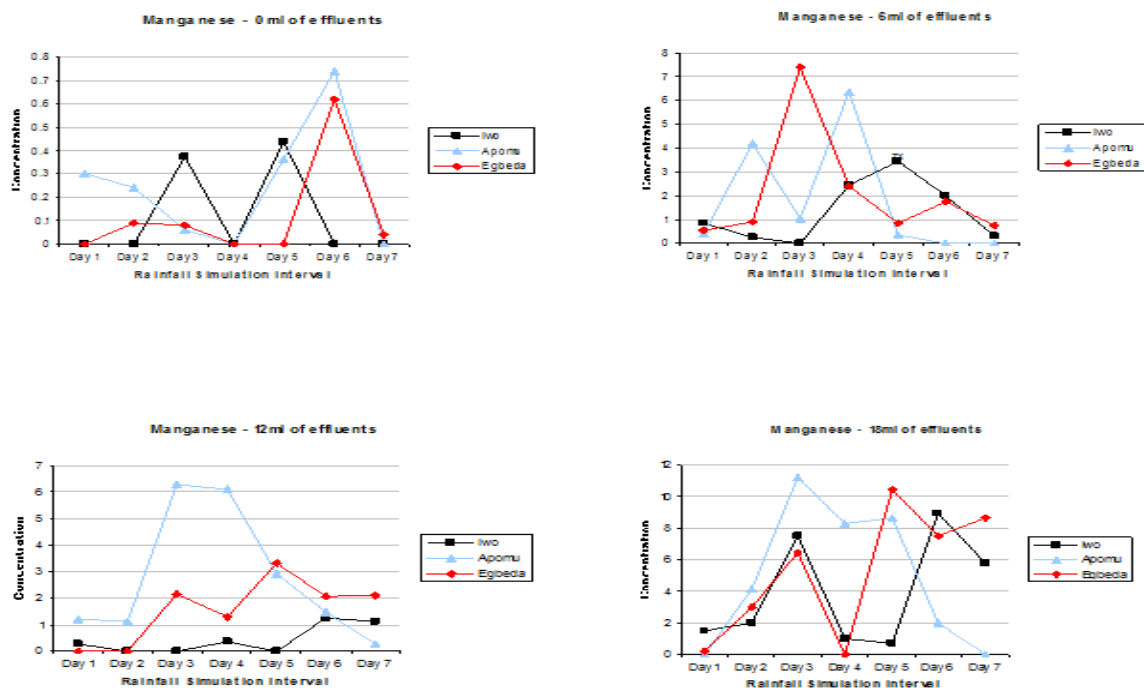 Manganese - 0ml of effluents
Concentration
0.8
0.7
0.6
0.5
0.4
0.3
0.2
0.1
0
Day 1 Day 2 Day 3 Day 4 Day 5 Day 6 Day 7
Rainfall Simulation Interval
Iwo
Apomu
Egbeda
Manganese - 6ml of effluents
Concentration
8
7
6
5
4
3
2
1
0
Day 1 Day 2 Day 3 Day 4 Day 5 Day 6 Day 7
Rainfall Simulation Interval
Iwo
Apomu
Egbeda
Manganese - 12ml of effluents
Concentration
7
6
5
4
3
2
1
0
Day 1 Day 2 Day 3 Day 4 Day 5 Day 6 Day 7
Rainfall Simulation Interval
Iwo
Apomu
Egbeda
Manganese - 18ml of effluents
Concentration
12
10
8
6
4
2
0
Day 1 Day 2 Day 3 Day 4 Day 5 Day 6 Day 7
Rainfall Simulation Interval
Iwo
Apomu
Egbeda